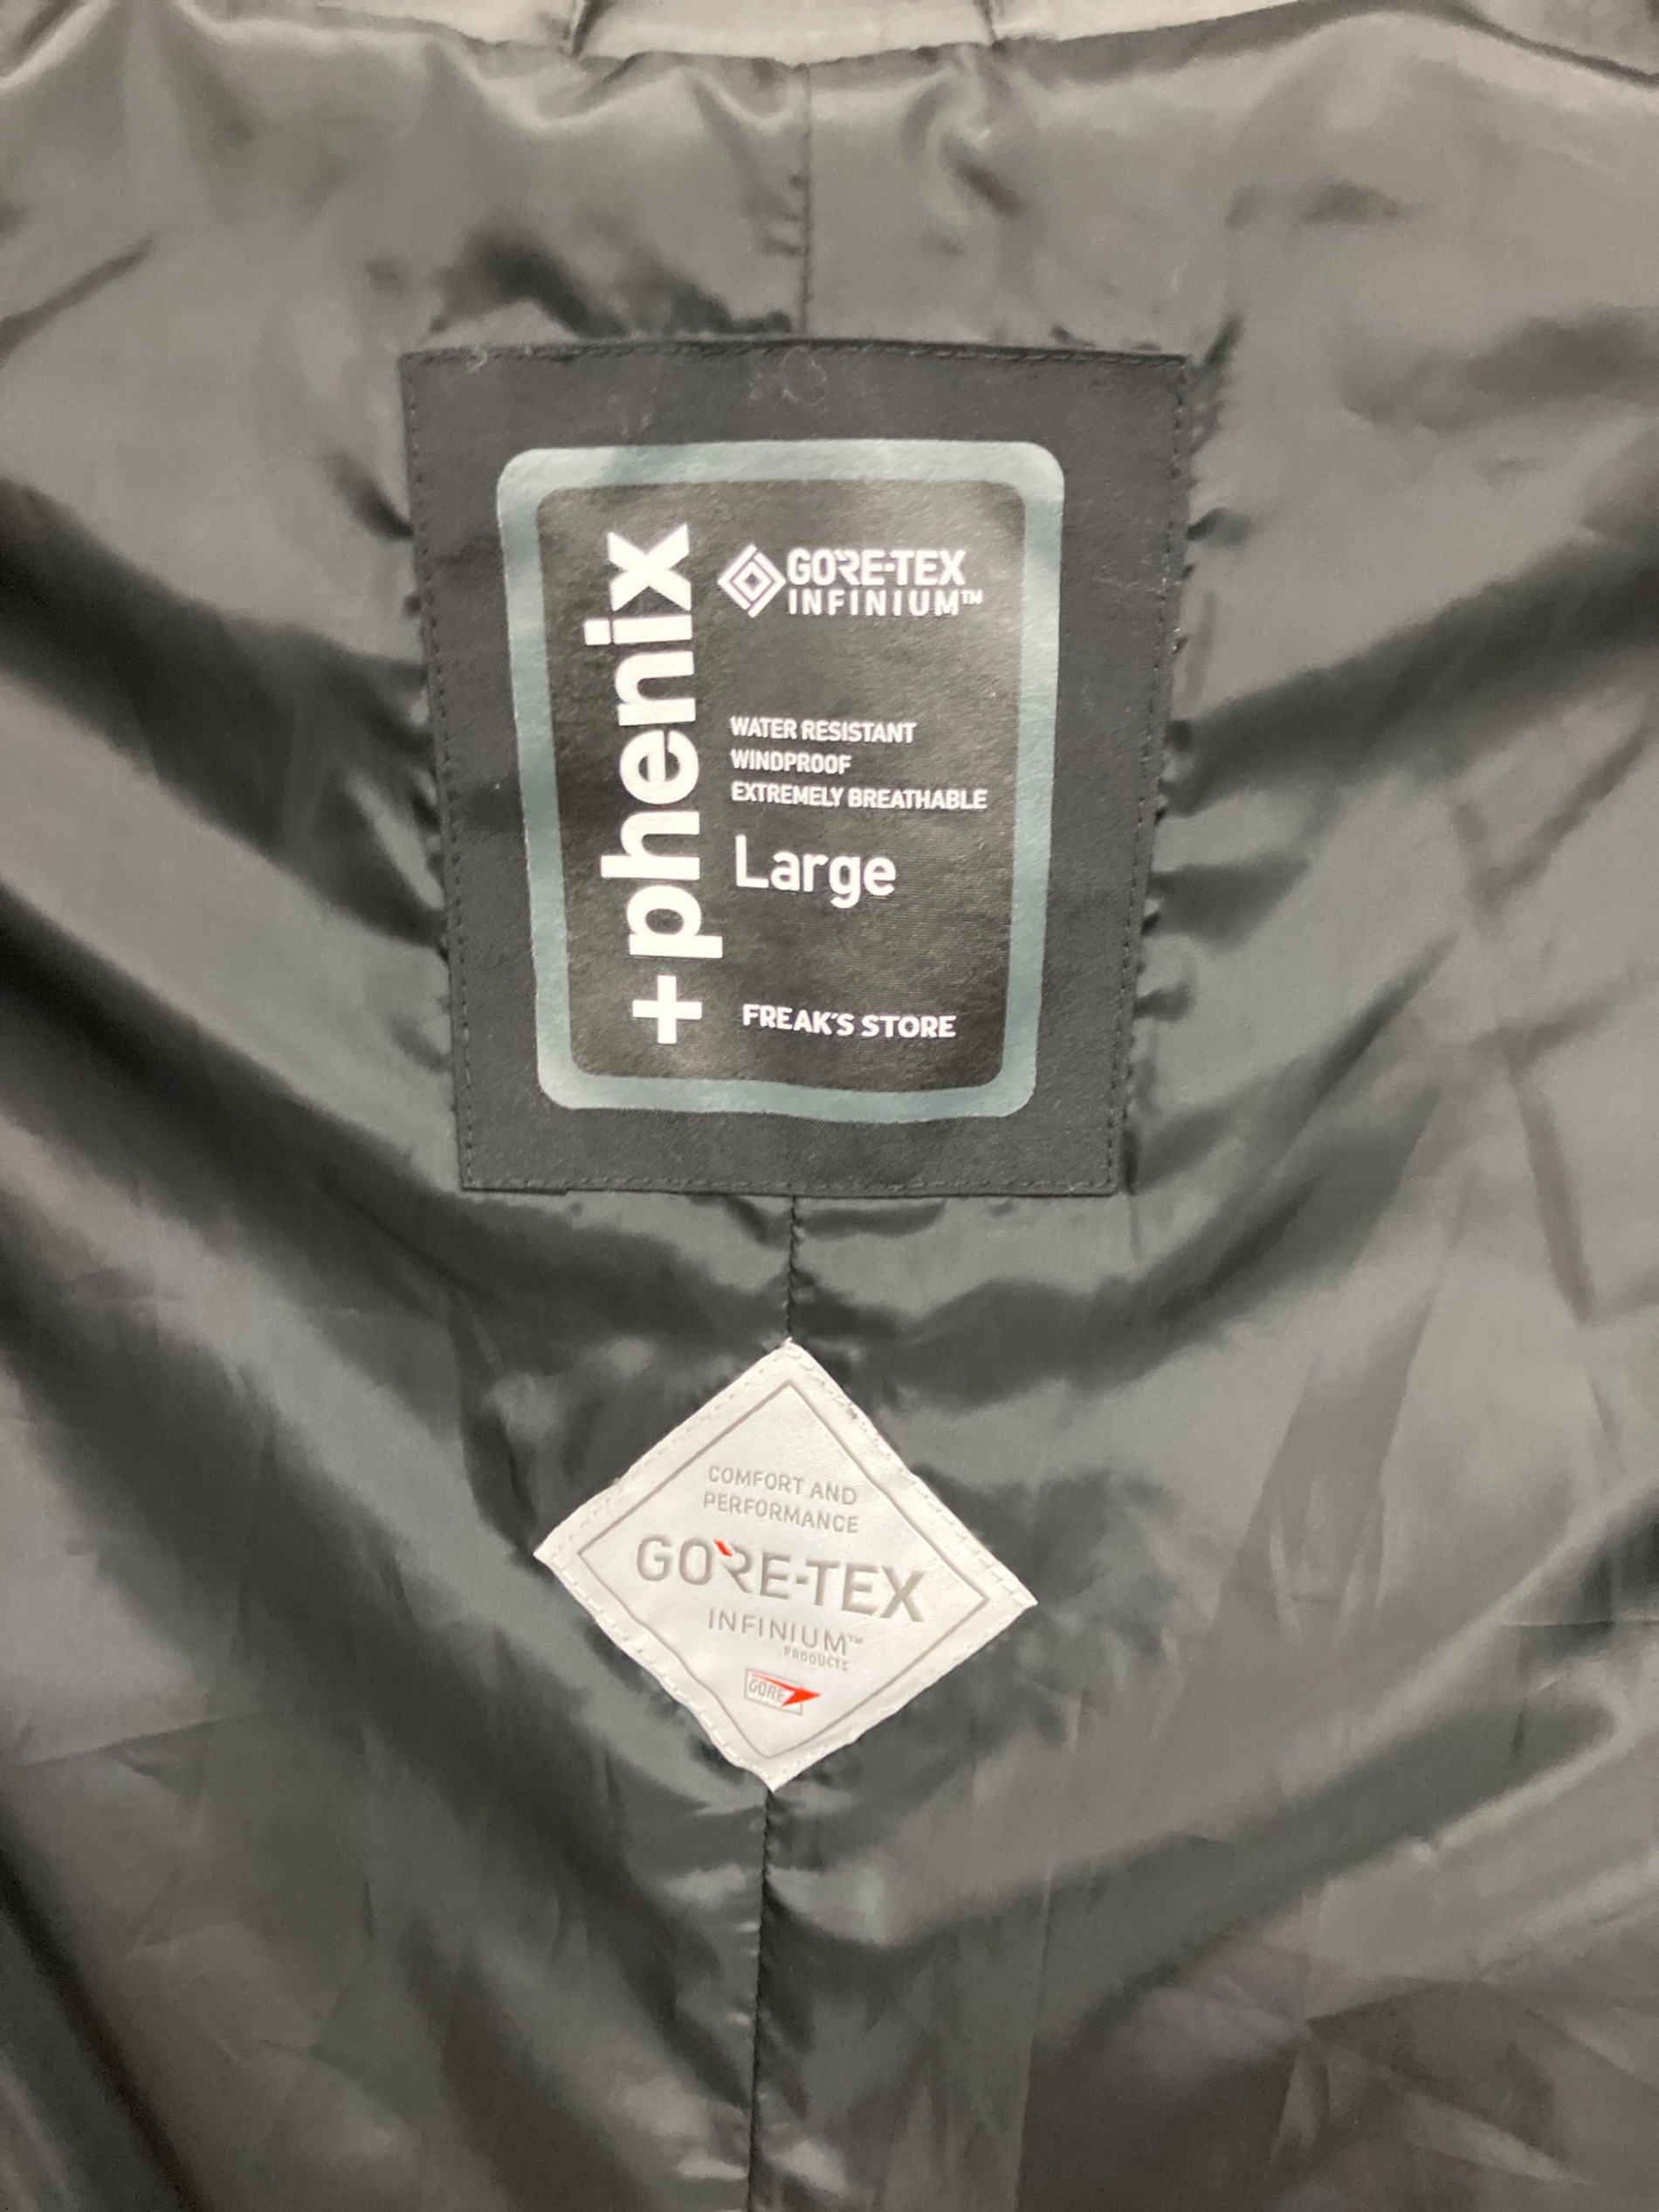 +phenix
GORE-TEX
INFINIUM™
WATER RESISTANT
WINDPROOF
EXTREMELY BREATHABLE
Large
FREAK'S STORE
COMFORT AND
PERFORMANCE
GORE-TEX
INFINIUM™
PRODUCTS
GORE